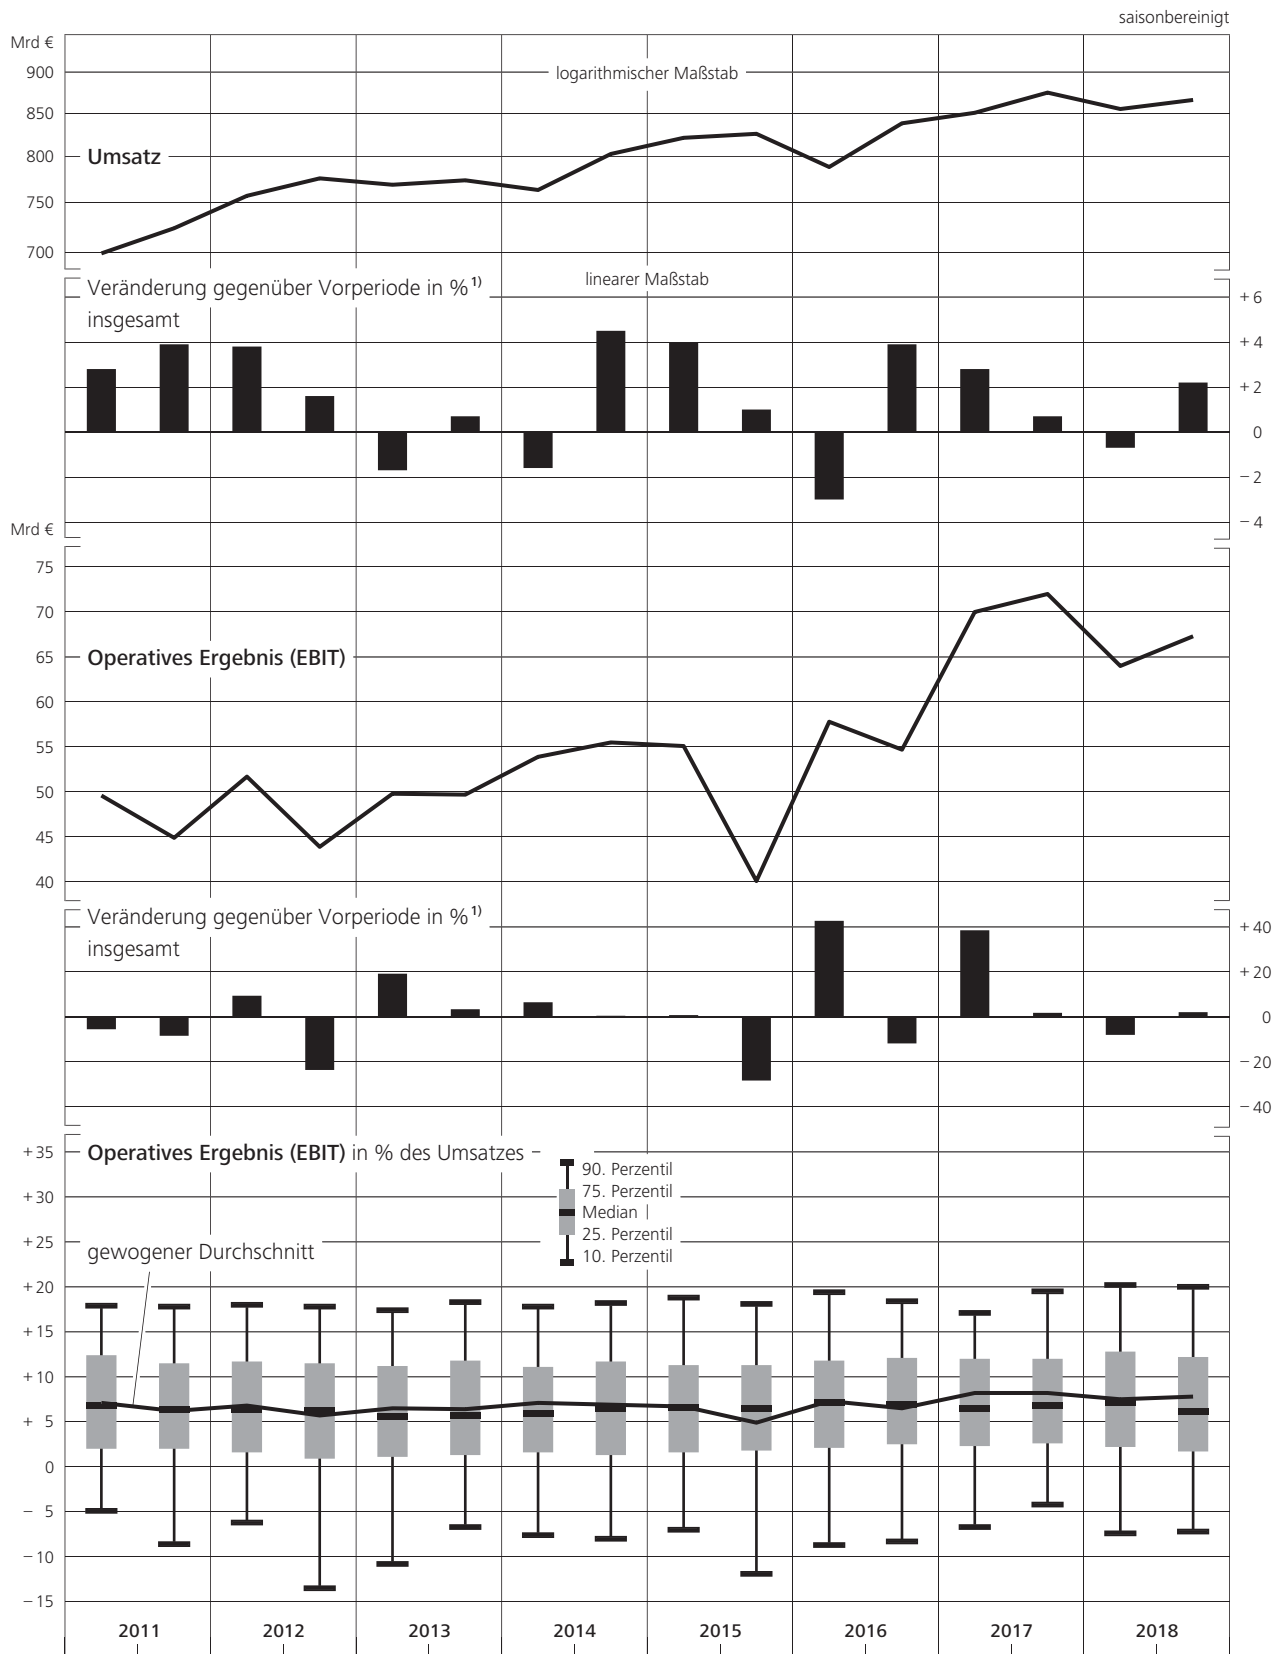 saisonbereinigt
Mrd €
900
logarithmischer Maßstab
850
800
Umsatz
750
700
Veränderung gegenüber Vorperiode in %¹⁾
linearer Maßstab
insgesamt
+ 6
+ 4
+ 2
0
− 2
− 4
Mrd €
75
70
65
Operatives Ergebnis (EBIT)
60
55
50
45
40
Veränderung gegenüber Vorperiode in %¹⁾
insgesamt
+ 40
+ 20
0
− 20
− 40
+ 35
Operatives Ergebnis (EBIT) in % des Umsatzes
90. Perzentil
75. Perzentil
Median
25. Perzentil
10. Perzentil
+ 30
+ 25
gewogener Durchschnitt
+ 20
+ 15
+ 10
+ 5
0
− 5
− 10
− 15
2011 2012 2013 2014 2015 2016 2017 2018